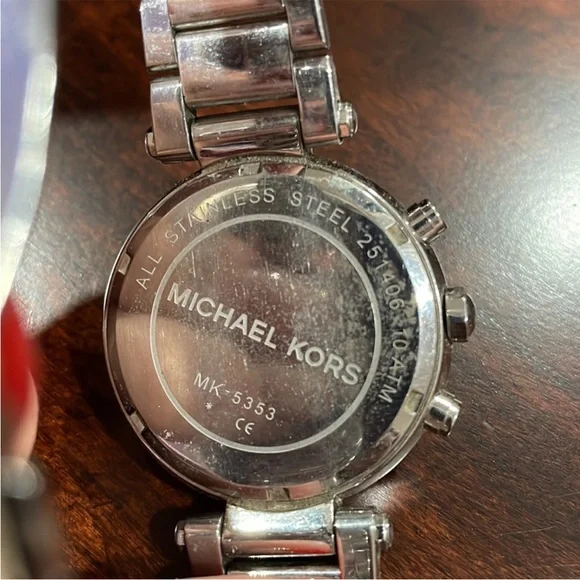 ALL STAINLESS STEEL 251406 10 ATM
MICHAEL KORS
MK-5353
CE